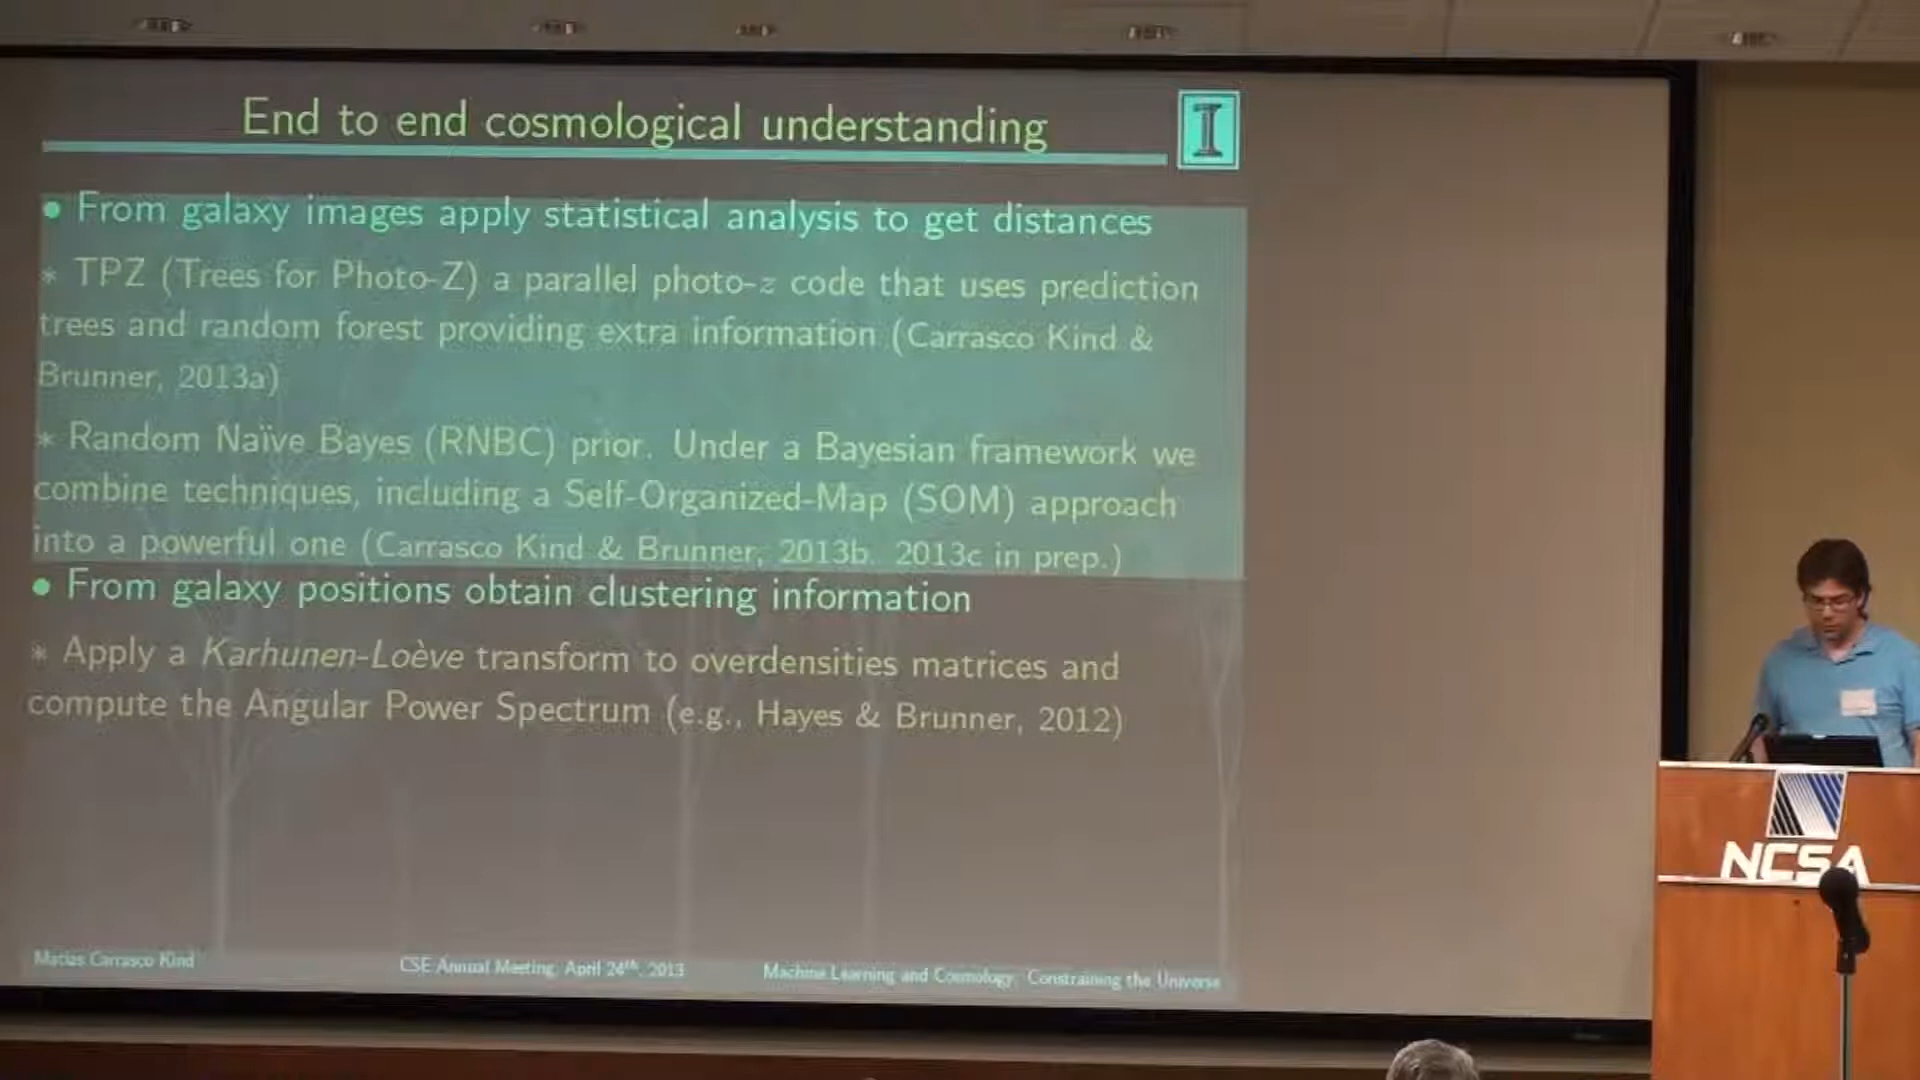 End to end cosmological understanding
I
• From galaxy images apply statistical analysis to get distances
* TPZ (Trees for Photo-Z) a parallel photo-z code that uses prediction
trees and random forest providing extra information (Carrasco Kind &
Brunner, 2013a)
* Random Naïve Bayes (RNBC) prior. Under a Bayesian framework we
combine techniques, including a Self-Organized-Map (SOM) approach
into a powerful one (Carrasco Kind & Brunner, 2013b. 2013c in prep.)
• From galaxy positions obtain clustering information
* Apply a Karhunen-Loève transform to overdensities matrices and
compute the Angular Power Spectrum (e.g., Hayes & Brunner, 2012)
Matias Carrasco Kind
CSE Annual Meeting, April 24th, 2013
Machine Learning and Cosmology: Constraining the Universe
NCSA